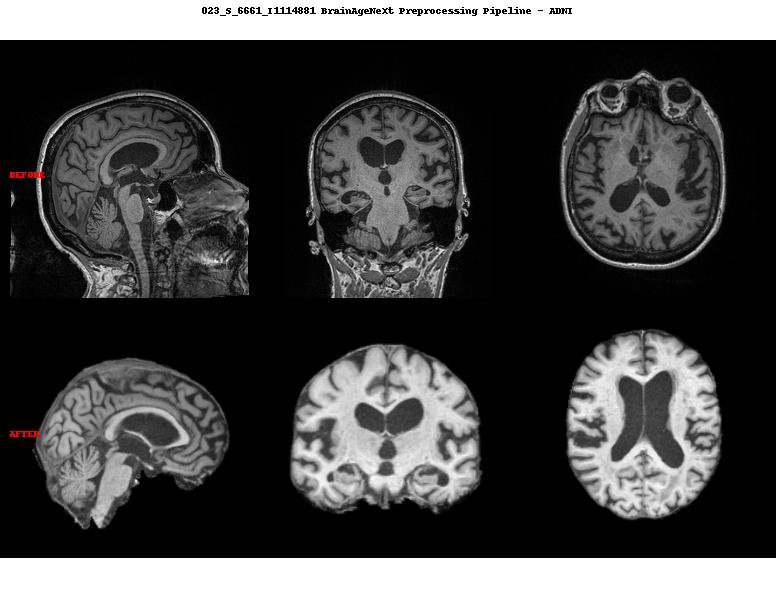 023_S_6661_I1114881 BrainAgeNeXt Preprocessing Pipeline - ADNI
BEFORE
AFTER